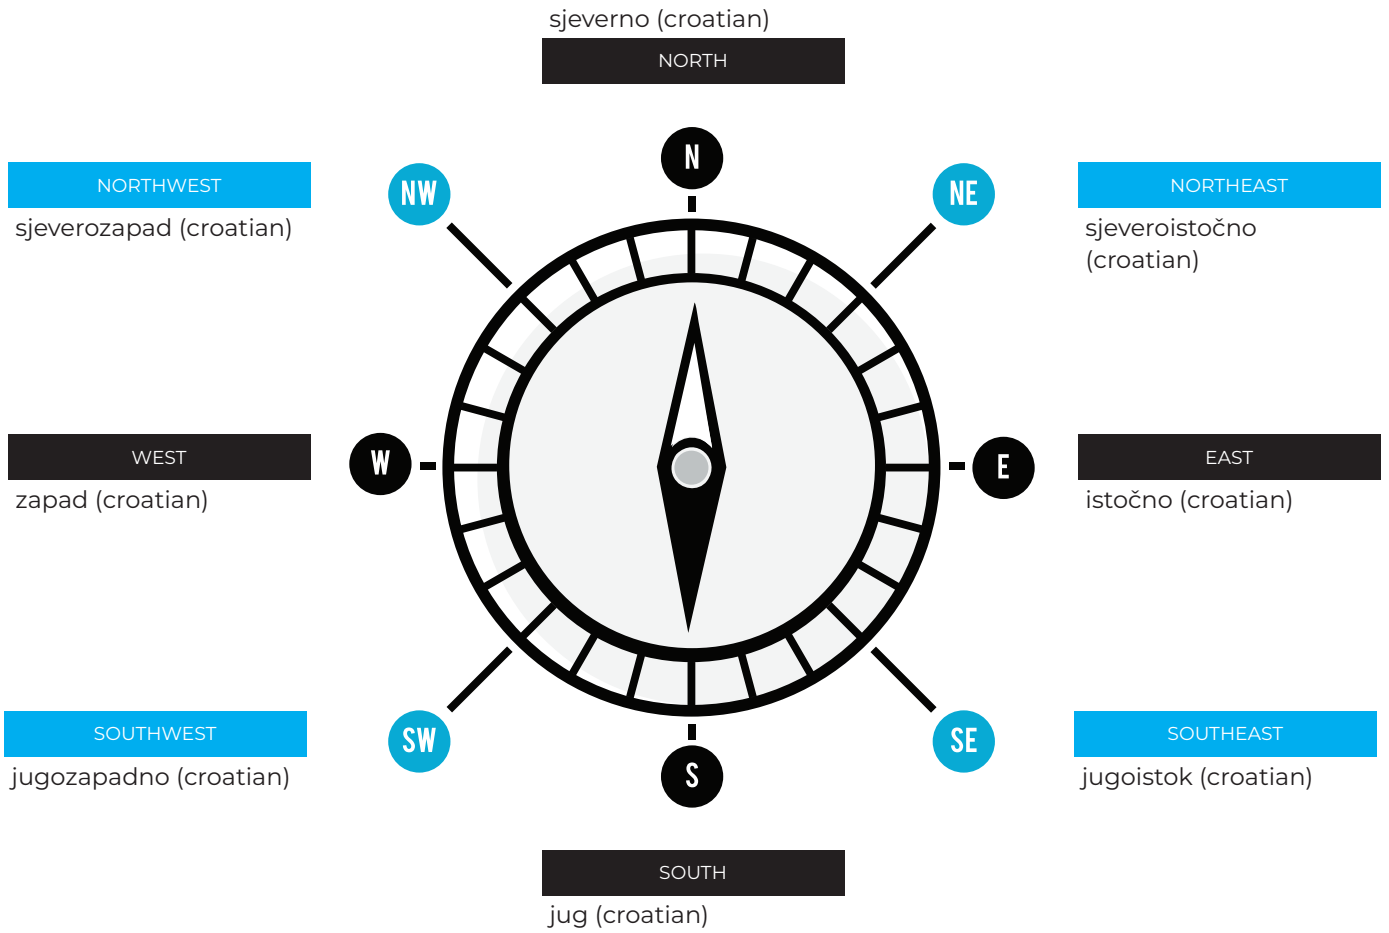 sjeverno (croatian)
NORTH
N
NORTHWEST
NW
NE
NORTHEAST
sjeverozapad (croatian)
sjeveroistočno
(croatian)
WEST
W
E
EAST
zapad (croatian)
istočno (croatian)
SOUTHWEST
SW
SE
SOUTHEAST
jugozapadno (croatian)
S
jugoistok (croatian)
SOUTH
jug (croatian)